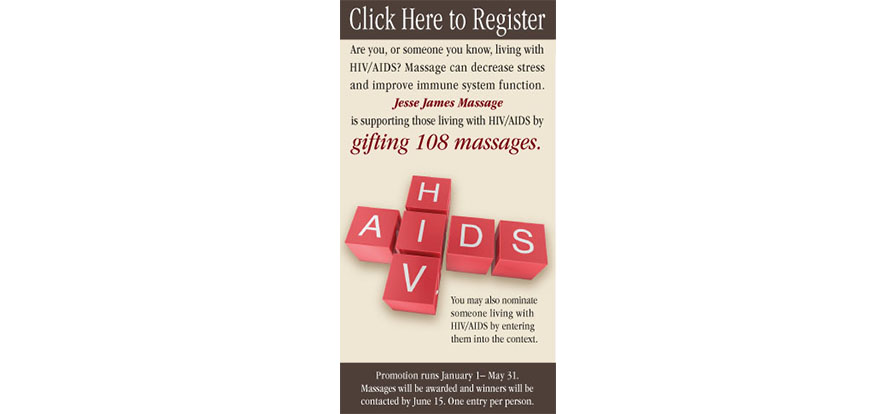 Click Here to Register
Are you, or someone you know, living with
HIV/AIDS? Massage can decrease stress
and improve immune system function.
Jesse James Massage
is supporting those living with HIV/AIDS by
gifting 108 massages.
H
A I D S
V
You may also nominate
someone living with
HIV/AIDS by entering
them into the context.
Promotion runs January 1– May 31.
Massages will be awarded and winners will be
contacted by June 15. One entry per person.